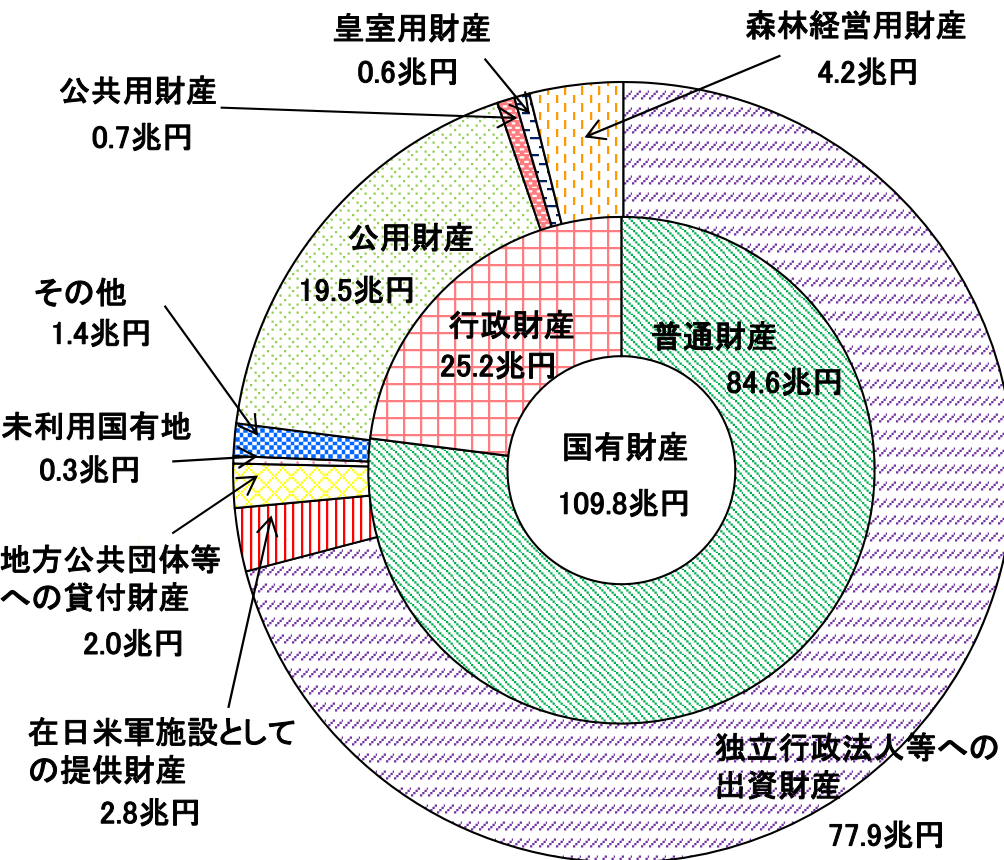 皇室用財産
0.6兆円
森林経営用財産
4.2兆円
公共用財産
0.7兆円
公用財産
19.5兆円
その他
1.4兆円
行政財産
25.2兆円
普通財産
84.6兆円
未利用国有地
0.3兆円
国有財産
109.8兆円
地方公共団体等
への貸付財産
2.0兆円
在日米軍施設として
の提供財産
2.8兆円
独立行政法人等への
出資財産
77.9兆円